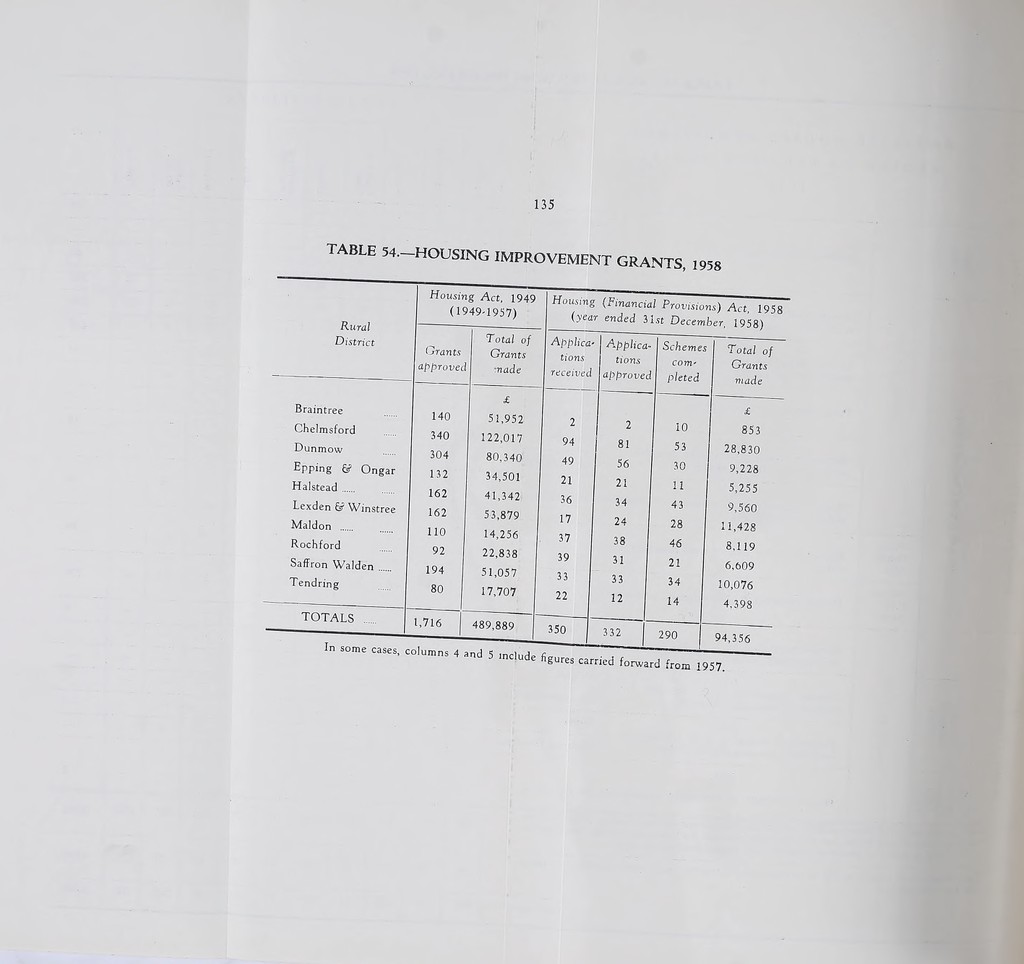 135
TABLE 54.—HOUSING IMPROVEMENT GRANTS, 1958
Rural District | Housing Act, 1949 (1949-1957) | Housing (Financial Provisions) Act, 1958 (year ended 31st December, 1958)
Grants approved | Total of Grants made | Applica-tions received | Applica-tions approved | Schemes com-pleted | Total of Grants made
£ £
Braintree ...... 140 51,952 2 2 10 853
Chelmsford ...... 340 122,017 94 81 53 28,830
Dunmow ...... 304 80,340 49 56 30 9,228
Epping & Ongar 132 34,501 21 21 11 5,255
Halstead ...... ...... 162 41,342 36 34 43 9,560
Lexden & Winstree 162 53,879 17 24 28 11,428
Maldon ...... ...... 110 14,256 37 38 46 8,119
Rochford ...... 92 22,838 39 31 21 6,609
Saffron Walden ...... 194 51,057 33 33 34 10,076
Tendring ...... 80 17,707 22 12 14 4,398
TOTALS ...... 1,716 489,889 350 332 290 94,356
In some cases, columns 4 and 5 include figures carried forward from 1957.